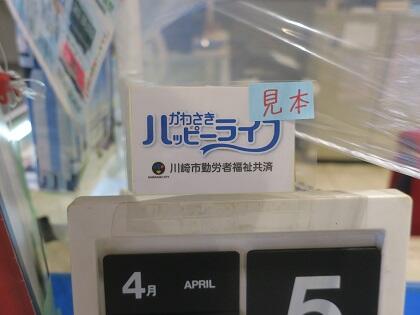 見本
かわさき
ハッピーライフ
川崎市勤労者福祉共済
4月 APRIL
5